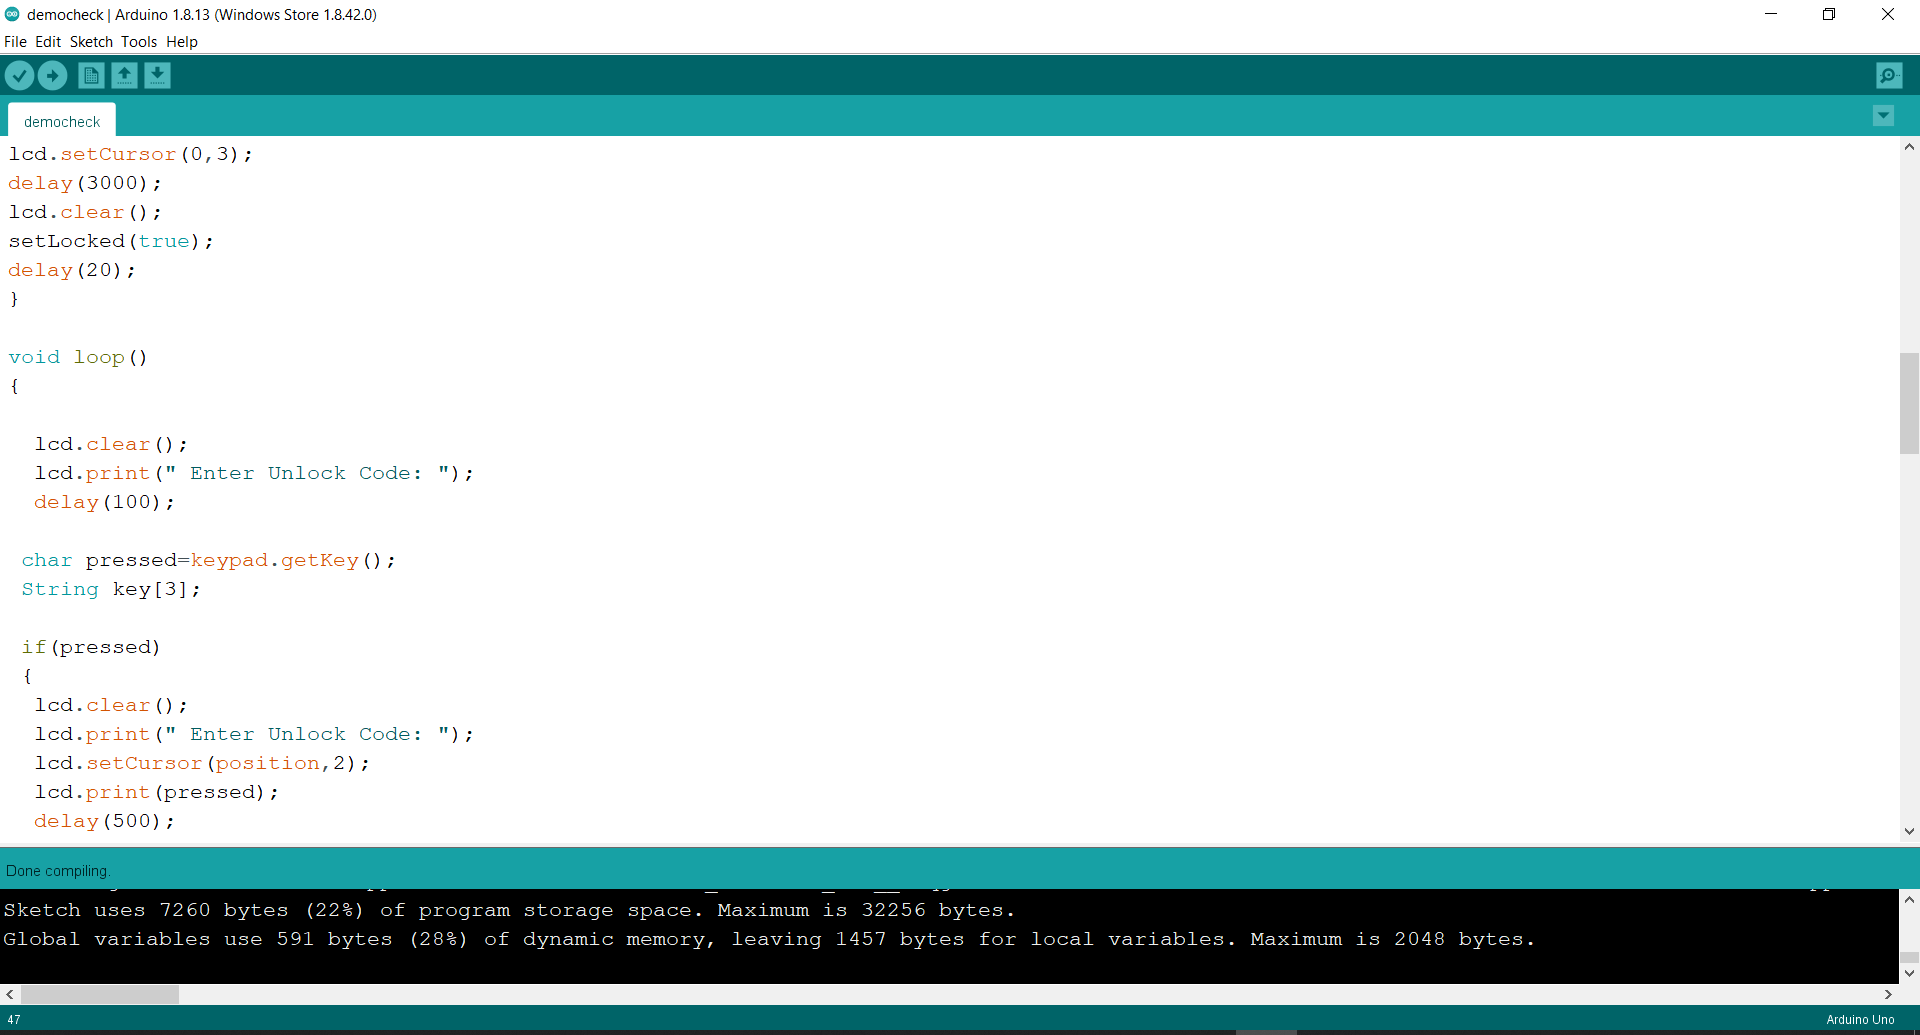 democheck | Arduino 1.8.13 (Windows Store 1.8.42.0)
File Edit Sketch Tools Help
democheck
lcd.setCursor(0,3);
delay(3000);
lcd.clear();
setLocked(true);
delay(20);
}
void loop()
{
lcd.clear();
lcd.print(" Enter Unlock Code: ");
delay(100);
char pressed=keypad.getKey();
String key[3];
if(pressed)
{
lcd.clear();
lcd.print(" Enter Unlock Code: ");
lcd.setCursor(position,2);
lcd.print(pressed);
delay(500);
Done compiling.
Sketch uses 7260 bytes (22%) of program storage space. Maximum is 32256 bytes.
Global variables use 591 bytes (28%) of dynamic memory, leaving 1457 bytes for local variables. Maximum is 2048 bytes.
47
Arduino Uno